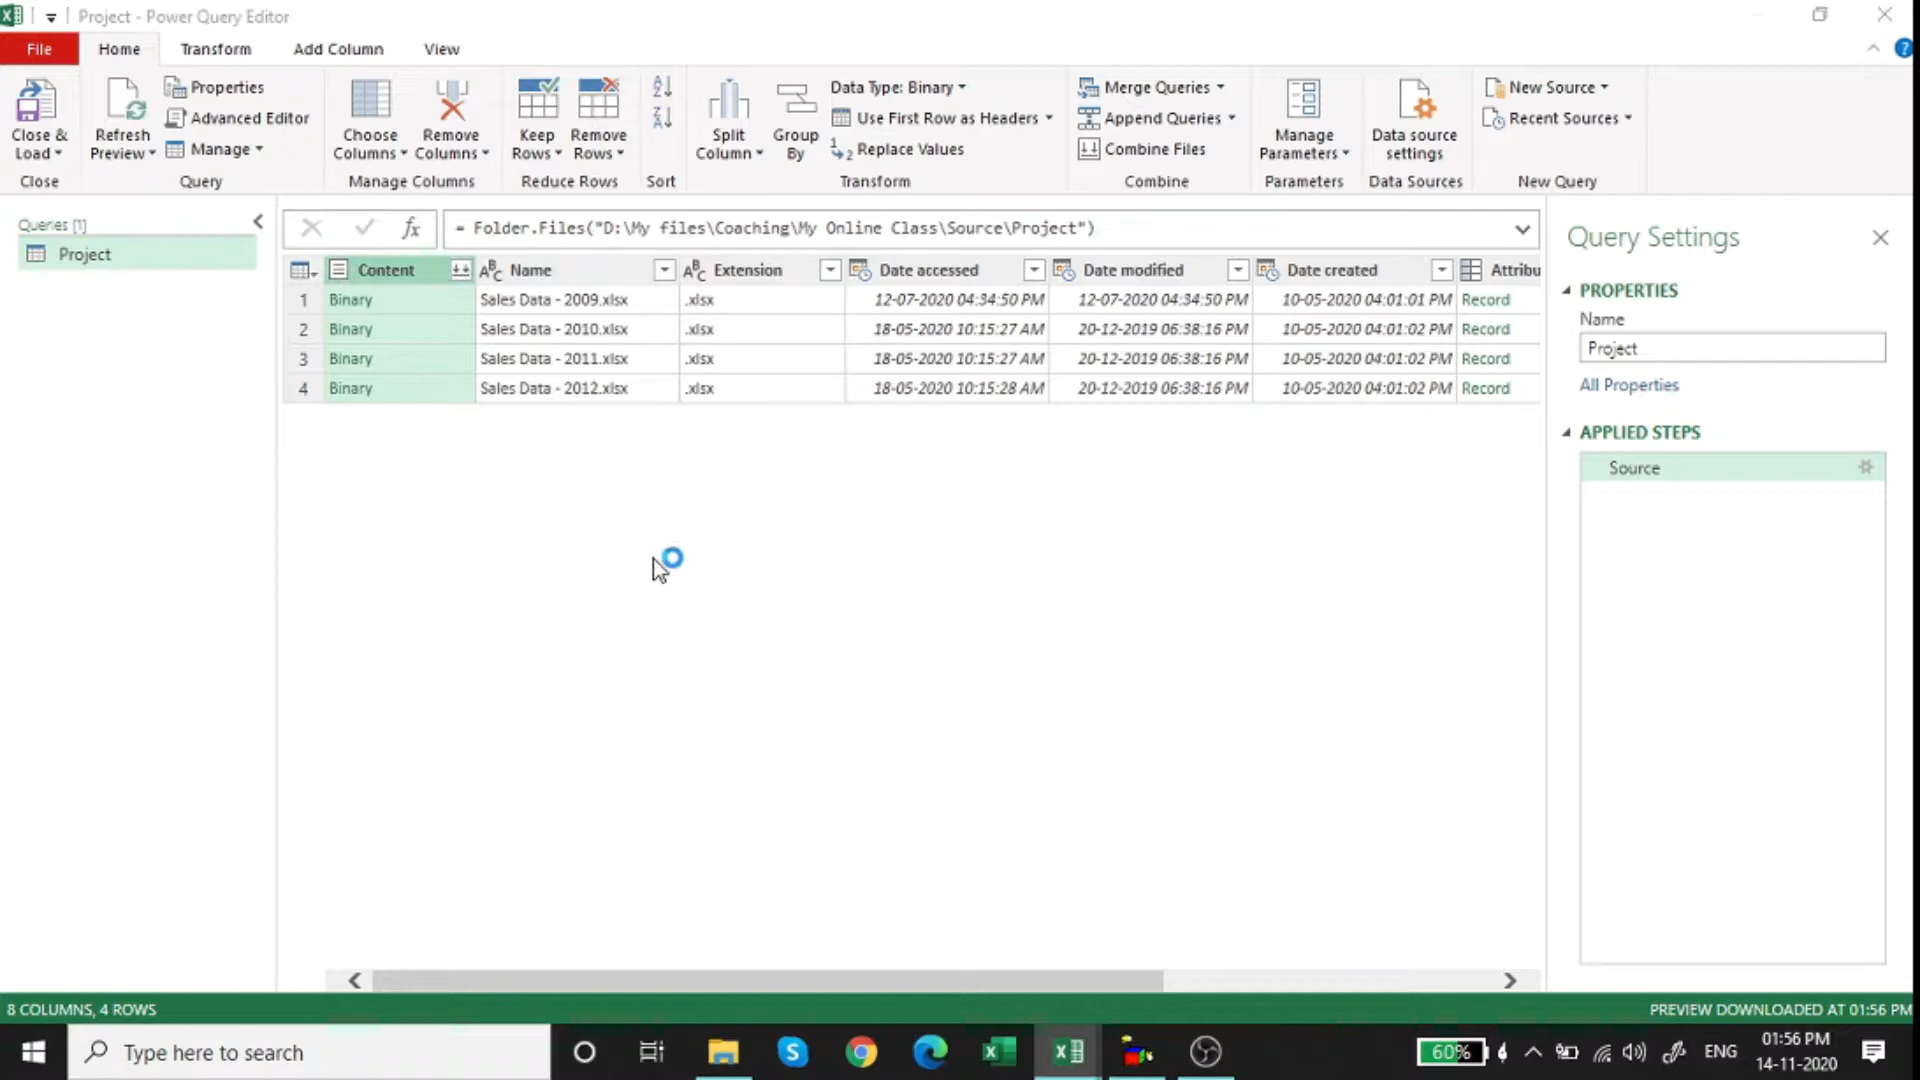 Project - Power Query Editor
File Home Transform Add Column View
Close & Load
Close
Refresh Preview
Properties
Advanced Editor
Manage
Query
Choose Columns
Remove Columns
Manage Columns
Keep Rows
Remove Rows
Reduce Rows
Sort
Split Column
Group By
Data Type: Binary
Use First Row as Headers
Replace Values
Transform
Merge Queries
Append Queries
Combine Files
Combine
Manage Parameters
Parameters
Data source settings
Data Sources
New Source
Recent Sources
New Query
Queries [1]
Project
= Folder.Files("D:\My files\Coaching\My Online Class\Source\Project")
Content Name Extension Date accessed Date modified Date created Attribu
1 Binary Sales Data - 2009.xlsx .xlsx 12-07-2020 04:34:50 PM 12-07-2020 04:34:50 PM 10-05-2020 04:01:01 PM Record
2 Binary Sales Data - 2010.xlsx .xlsx 18-05-2020 10:15:27 AM 20-12-2019 06:38:16 PM 10-05-2020 04:01:02 PM Record
3 Binary Sales Data - 2011.xlsx .xlsx 18-05-2020 10:15:27 AM 20-12-2019 06:38:16 PM 10-05-2020 04:01:02 PM Record
4 Binary Sales Data - 2012.xlsx .xlsx 18-05-2020 10:15:28 AM 20-12-2019 06:38:16 PM 10-05-2020 04:01:02 PM Record
Query Settings
PROPERTIES
Name
Project
All Properties
APPLIED STEPS
Source
8 COLUMNS, 4 ROWS
PREVIEW DOWNLOADED AT 01:56 PM
Type here to search
60%
ENG
01:56 PM
14-11-2020